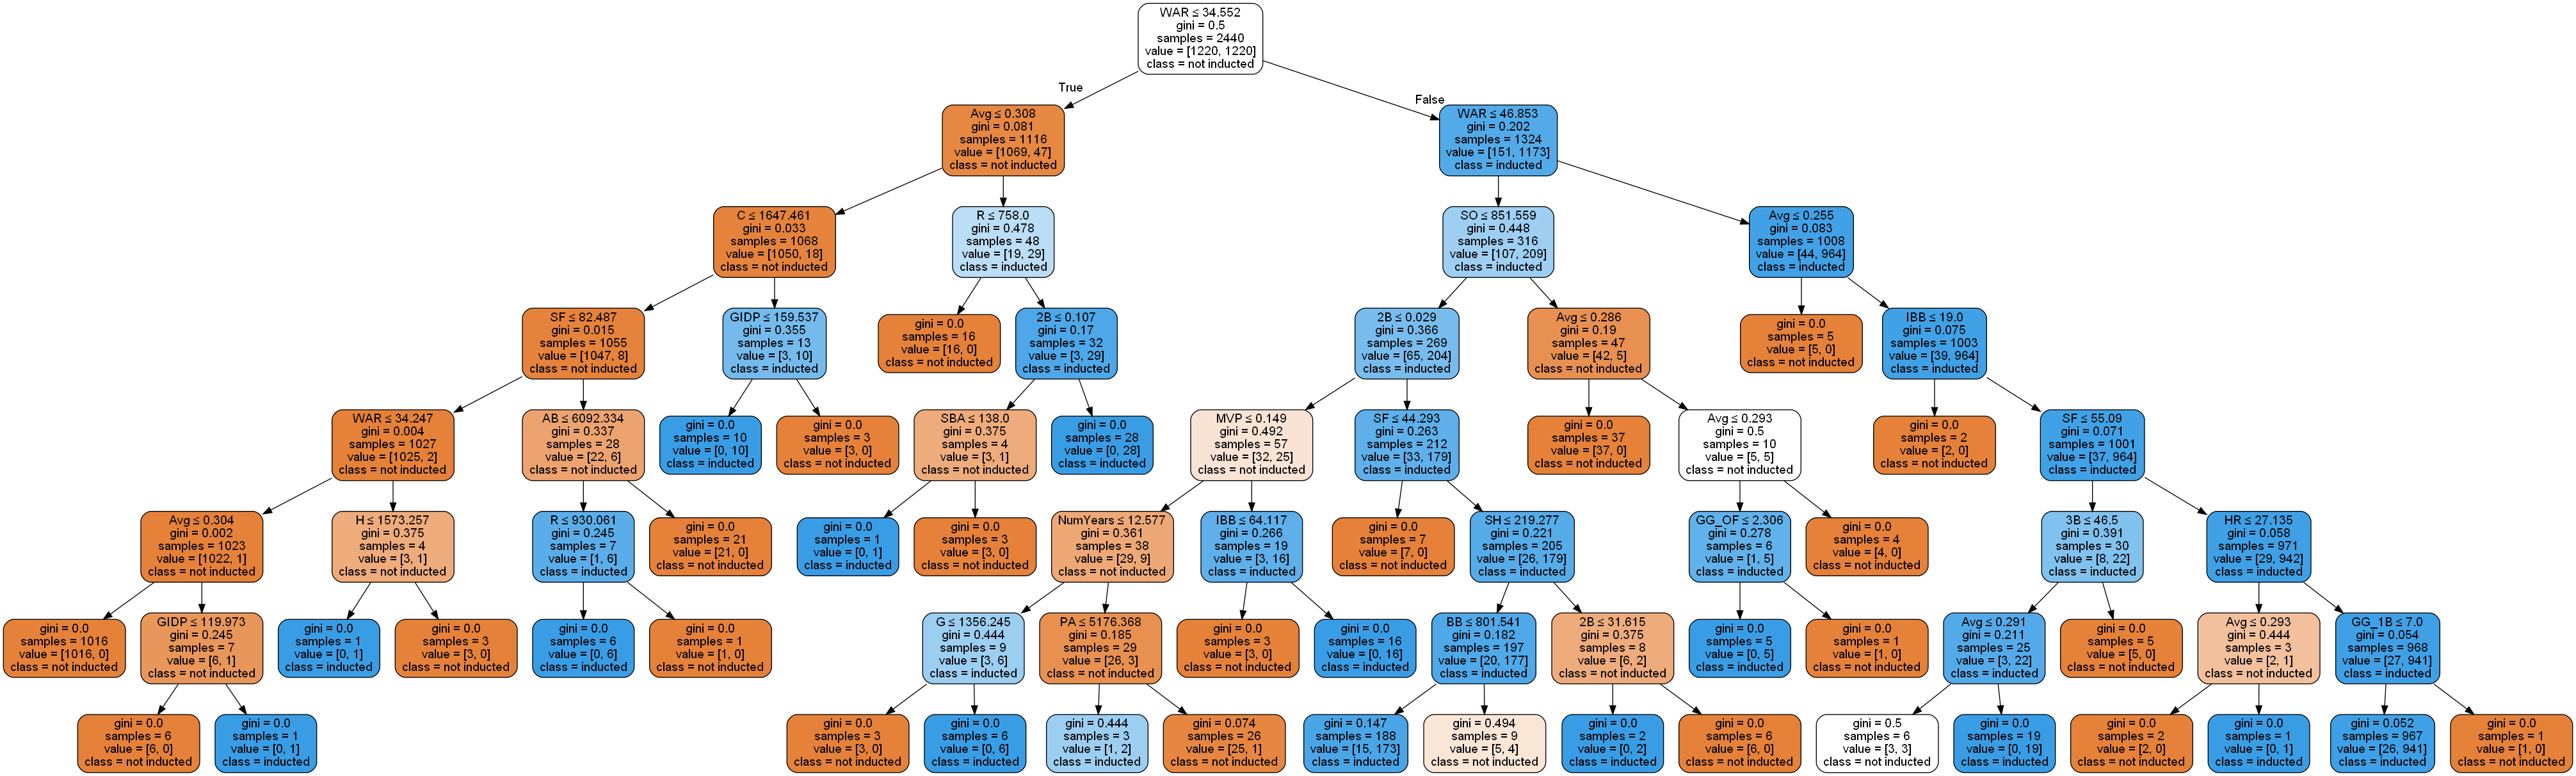 WAR ≤ 34.552
gini = 0.5
samples = 2440
value = [1220, 1220]
class = not inducted
True
False
Avg ≤ 0.308
gini = 0.081
samples = 1116
value = [1069, 47]
class = not inducted
WAR ≤ 46.853
gini = 0.202
samples = 1324
value = [151, 1173]
class = inducted
C ≤ 1647.461
gini = 0.033
samples = 1068
value = [1050, 18]
class = not inducted
R ≤ 758.0
gini = 0.478
samples = 48
value = [19, 29]
class = inducted
SO ≤ 851.559
gini = 0.448
samples = 316
value = [107, 209]
class = inducted
Avg ≤ 0.255
gini = 0.083
samples = 1008
value = [44, 964]
class = inducted
SF ≤ 82.487
gini = 0.015
samples = 1055
value = [1047, 8]
class = not inducted
GIDP ≤ 159.537
gini = 0.355
samples = 13
value = [3, 10]
class = inducted
gini = 0.0
samples = 16
value = [16, 0]
class = not inducted
2B ≤ 0.107
gini = 0.17
samples = 32
value = [3, 29]
class = inducted
2B ≤ 0.029
gini = 0.366
samples = 269
value = [65, 204]
class = inducted
Avg ≤ 0.286
gini = 0.19
samples = 47
value = [42, 5]
class = not inducted
gini = 0.0
samples = 5
value = [5, 0]
class = not inducted
IBB ≤ 19.0
gini = 0.075
samples = 1003
value = [39, 964]
class = inducted
WAR ≤ 34.247
gini = 0.004
samples = 1027
value = [1025, 2]
class = not inducted
AB ≤ 6092.334
gini = 0.337
samples = 28
value = [22, 6]
class = not inducted
gini = 0.0
samples = 10
value = [0, 10]
class = inducted
gini = 0.0
samples = 3
value = [3, 0]
class = not inducted
SBA ≤ 138.0
gini = 0.375
samples = 4
value = [3, 1]
class = not inducted
gini = 0.0
samples = 28
value = [0, 28]
class = inducted
MVP ≤ 0.149
gini = 0.492
samples = 57
value = [32, 25]
class = not inducted
SF ≤ 44.293
gini = 0.263
samples = 212
value = [33, 179]
class = inducted
gini = 0.0
samples = 37
value = [37, 0]
class = not inducted
Avg ≤ 0.293
gini = 0.5
samples = 10
value = [5, 5]
class = not inducted
gini = 0.0
samples = 2
value = [2, 0]
class = not inducted
SF ≤ 55.09
gini = 0.071
samples = 1001
value = [37, 964]
class = inducted
Avg ≤ 0.304
gini = 0.002
samples = 1023
value = [1022, 1]
class = not inducted
H ≤ 1573.257
gini = 0.375
samples = 4
value = [3, 1]
class = not inducted
R ≤ 930.061
gini = 0.245
samples = 7
value = [1, 6]
class = inducted
gini = 0.0
samples = 21
value = [21, 0]
class = not inducted
gini = 0.0
samples = 1
value = [0, 1]
class = inducted
gini = 0.0
samples = 3
value = [3, 0]
class = not inducted
NumYears ≤ 12.577
gini = 0.361
samples = 38
value = [29, 9]
class = not inducted
IBB ≤ 64.117
gini = 0.266
samples = 19
value = [3, 16]
class = inducted
gini = 0.0
samples = 7
value = [7, 0]
class = not inducted
SH ≤ 219.277
gini = 0.221
samples = 205
value = [26, 179]
class = inducted
GG_OF ≤ 2.306
gini = 0.278
samples = 6
value = [1, 5]
class = inducted
gini = 0.0
samples = 4
value = [4, 0]
class = not inducted
3B ≤ 46.5
gini = 0.391
samples = 30
value = [8, 22]
class = inducted
HR ≤ 27.135
gini = 0.058
samples = 971
value = [29, 942]
class = inducted
gini = 0.0
samples = 1016
value = [1016, 0]
class = not inducted
GIDP ≤ 119.973
gini = 0.245
samples = 7
value = [6, 1]
class = not inducted
gini = 0.0
samples = 1
value = [0, 1]
class = inducted
gini = 0.0
samples = 3
value = [3, 0]
class = not inducted
gini = 0.0
samples = 6
value = [0, 6]
class = inducted
gini = 0.0
samples = 1
value = [1, 0]
class = not inducted
G ≤ 1356.245
gini = 0.444
samples = 9
value = [3, 6]
class = inducted
PA ≤ 5176.368
gini = 0.185
samples = 29
value = [26, 3]
class = not inducted
gini = 0.0
samples = 3
value = [3, 0]
class = not inducted
gini = 0.0
samples = 16
value = [0, 16]
class = inducted
BB ≤ 801.541
gini = 0.182
samples = 197
value = [20, 177]
class = inducted
2B ≤ 31.615
gini = 0.375
samples = 8
value = [6, 2]
class = not inducted
gini = 0.0
samples = 5
value = [0, 5]
class = inducted
gini = 0.0
samples = 1
value = [1, 0]
class = not inducted
Avg ≤ 0.291
gini = 0.211
samples = 25
value = [3, 22]
class = inducted
gini = 0.0
samples = 5
value = [5, 0]
class = not inducted
Avg ≤ 0.293
gini = 0.444
samples = 3
value = [2, 1]
class = not inducted
GG_1B ≤ 7.0
gini = 0.054
samples = 968
value = [27, 941]
class = inducted
gini = 0.0
samples = 6
value = [6, 0]
class = not inducted
gini = 0.0
samples = 1
value = [0, 1]
class = inducted
gini = 0.0
samples = 3
value = [3, 0]
class = not inducted
gini = 0.0
samples = 6
value = [0, 6]
class = inducted
gini = 0.444
samples = 3
value = [1, 2]
class = inducted
gini = 0.074
samples = 26
value = [25, 1]
class = not inducted
gini = 0.147
samples = 188
value = [15, 173]
class = inducted
gini = 0.494
samples = 9
value = [5, 4]
class = not inducted
gini = 0.0
samples = 2
value = [0, 2]
class = inducted
gini = 0.0
samples = 6
value = [6, 0]
class = not inducted
gini = 0.5
samples = 6
value = [3, 3]
class = not inducted
gini = 0.0
samples = 19
value = [0, 19]
class = inducted
gini = 0.0
samples = 2
value = [2, 0]
class = not inducted
gini = 0.0
samples = 1
value = [0, 1]
class = inducted
gini = 0.052
samples = 967
value = [26, 941]
class = inducted
gini = 0.0
samples = 1
value = [1, 0]
class = not inducted